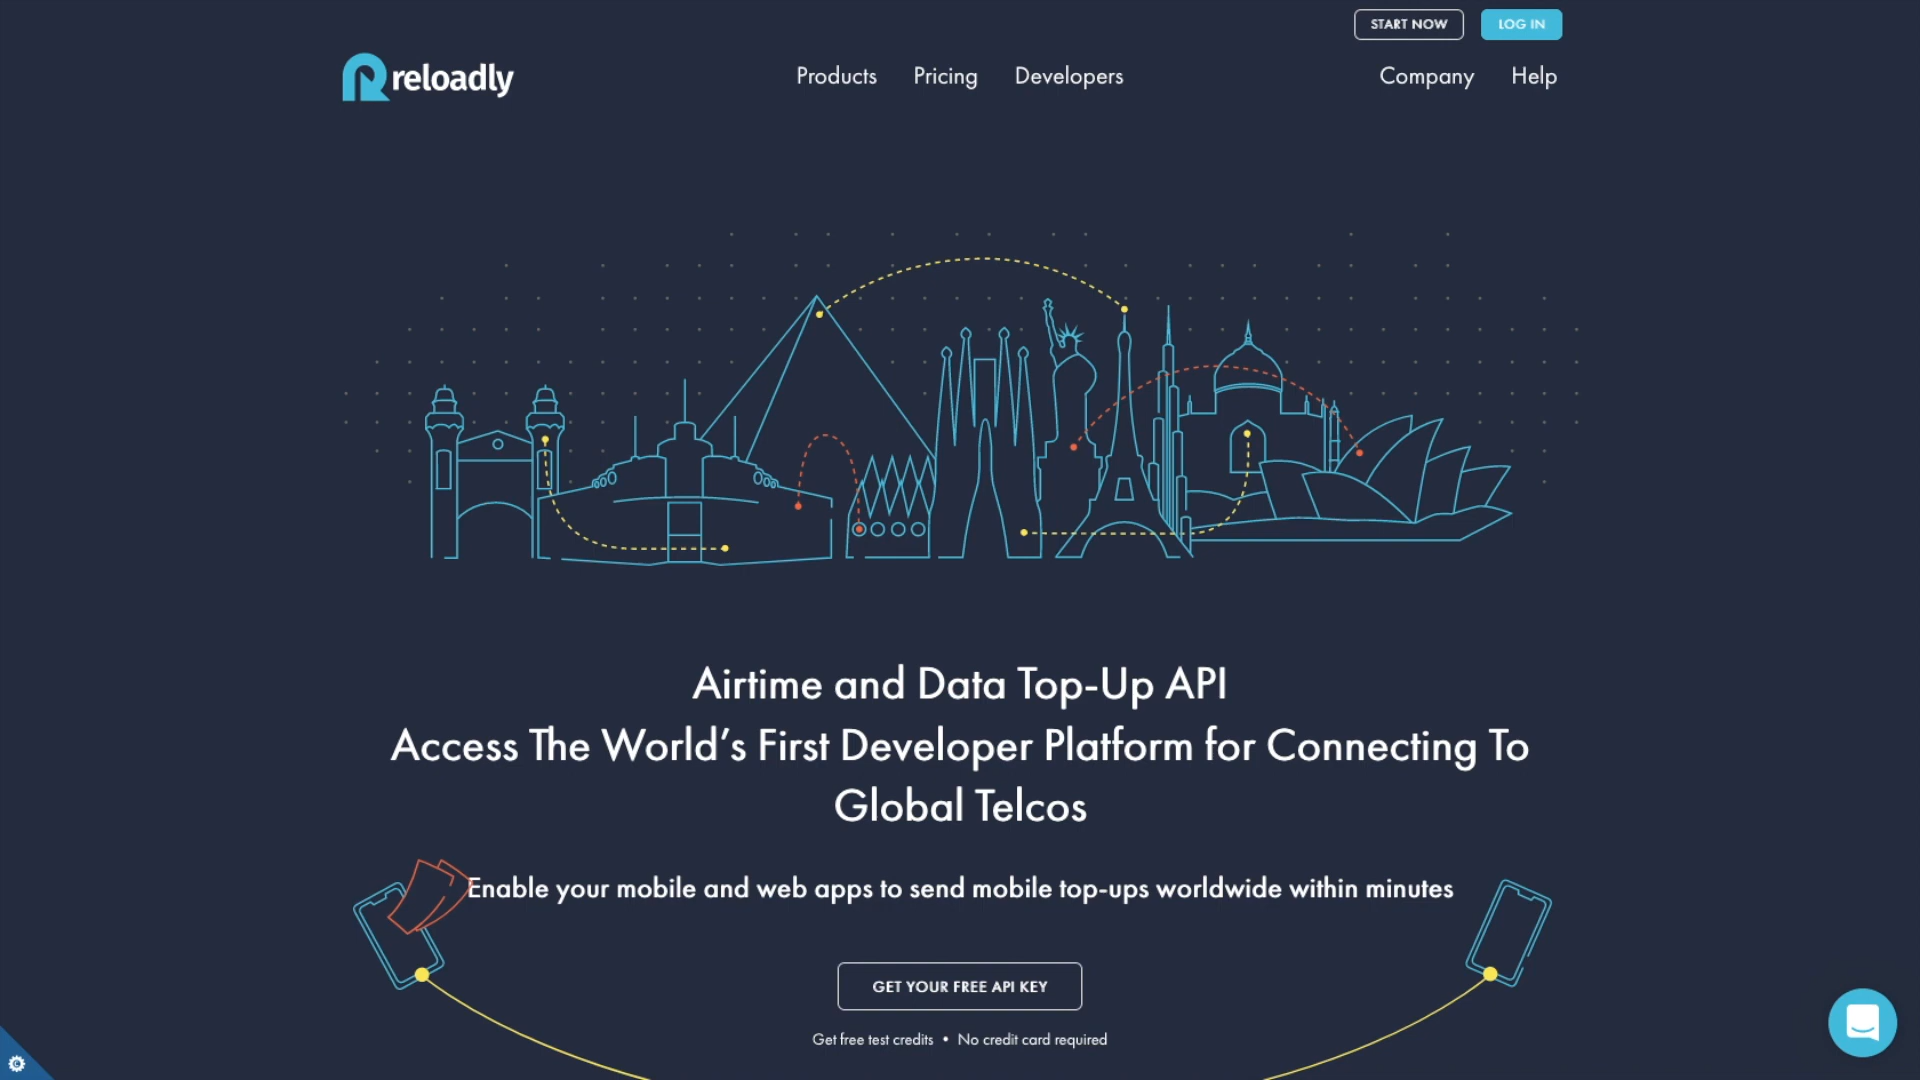 START NOW
LOG IN
reloadly
Products
Pricing
Developers
Company
Help
Airtime and Data Top-Up API
Access The World’s First Developer Platform for Connecting To
Global Telcos
Enable your mobile and web apps to send mobile top-ups worldwide within minutes
GET YOUR FREE API KEY
Get free test credits • No credit card required